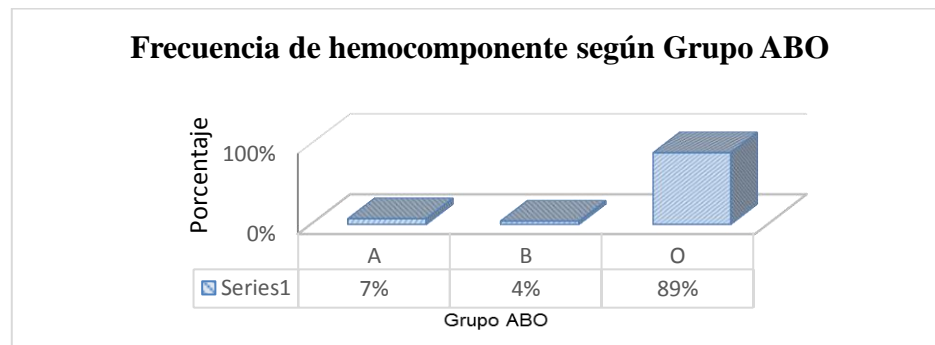 Frecuencia de hemocomponente según Grupo ABO
Porcentaje
100%
0%
A B O
Series1 7% 4% 89%
Grupo ABO